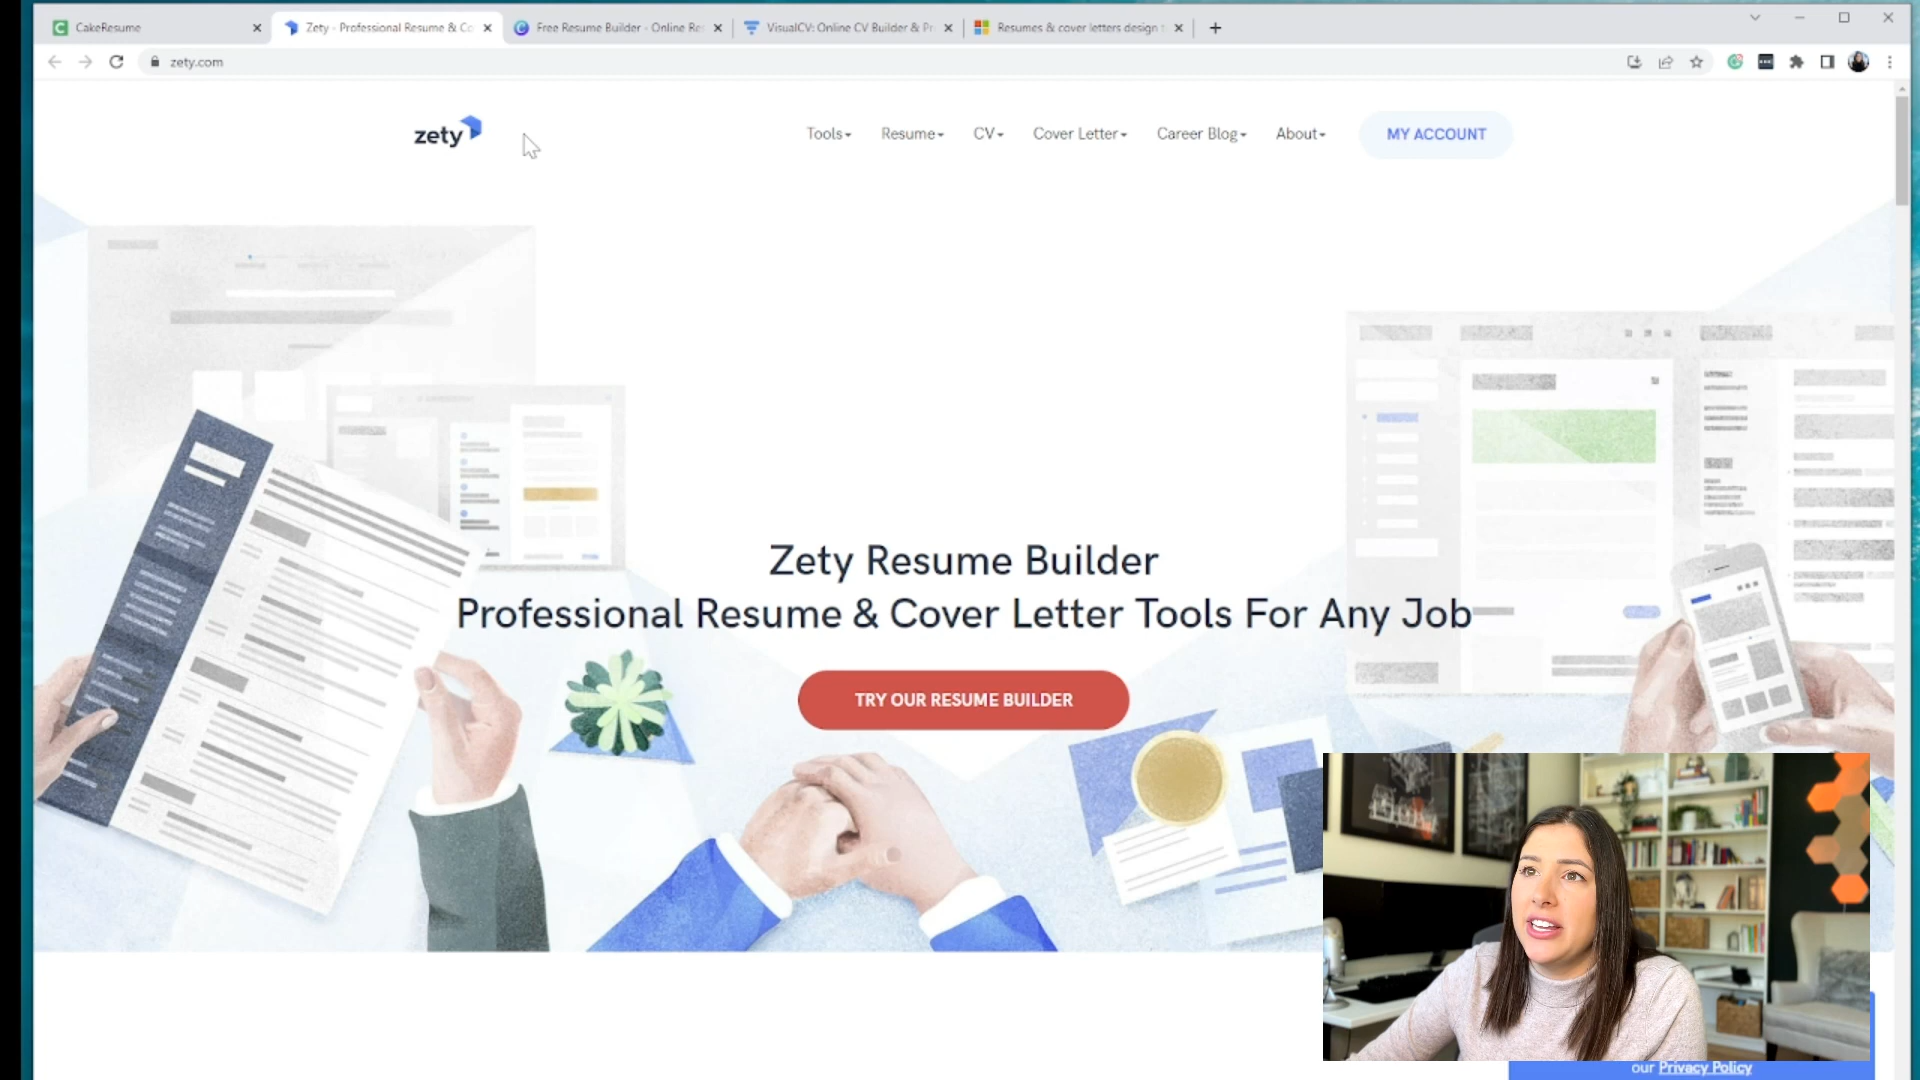 CakeResume
Zety - Professional Resume & Co
Free Resume Builder - Online Re
VisualCV: Online CV Builder & Pr
Resumes & cover letters design t
zety.com
zety
Tools
Resume
CV
Cover Letter
Career Blog
About
MY ACCOUNT
Zety Resume Builder
Professional Resume & Cover Letter Tools For Any Job
TRY OUR RESUME BUILDER
our Privacy Policy